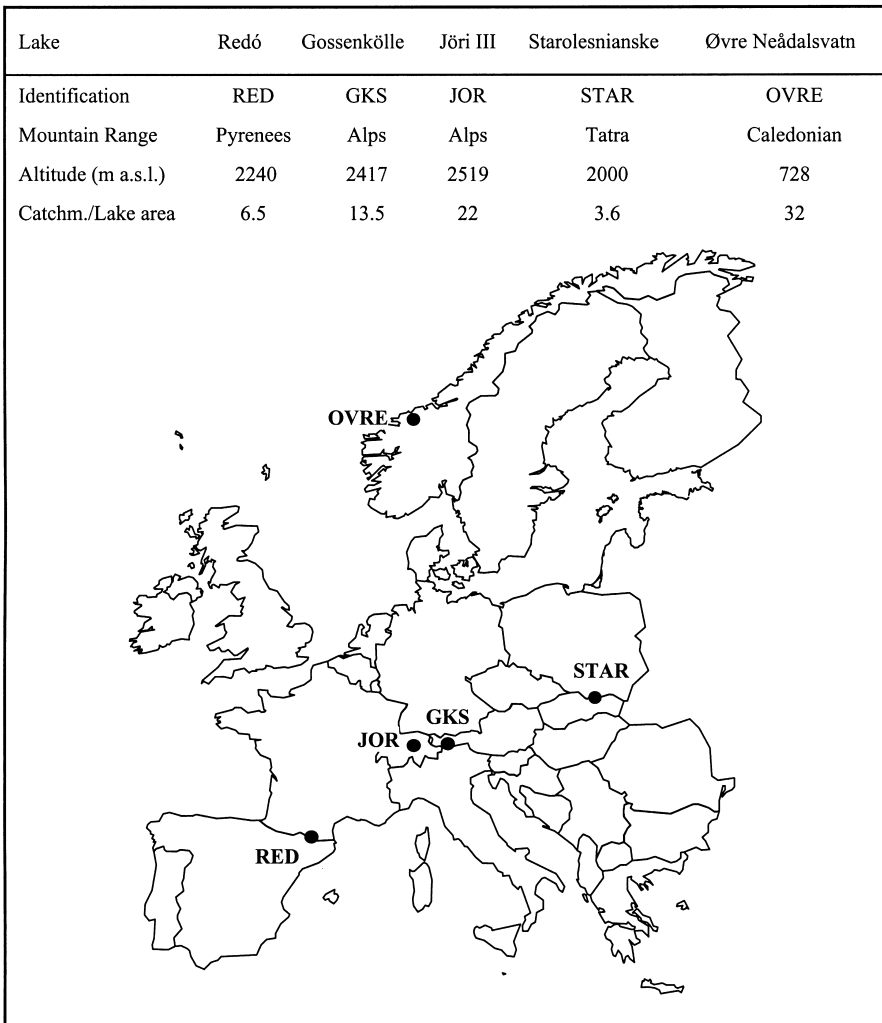 Lake Redó Gossenkölle Jöri III Starolesnianske Øvre Neådalsvatn
Identification RED GKS JOR STAR OVRE
Mountain Range Pyrenees Alps Alps Tatra Caledonian
Altitude (m a.s.l.) 2240 2417 2519 2000 728
Catchm./Lake area 6.5 13.5 22 3.6 32
OVRE
STAR
GKS
JOR
RED